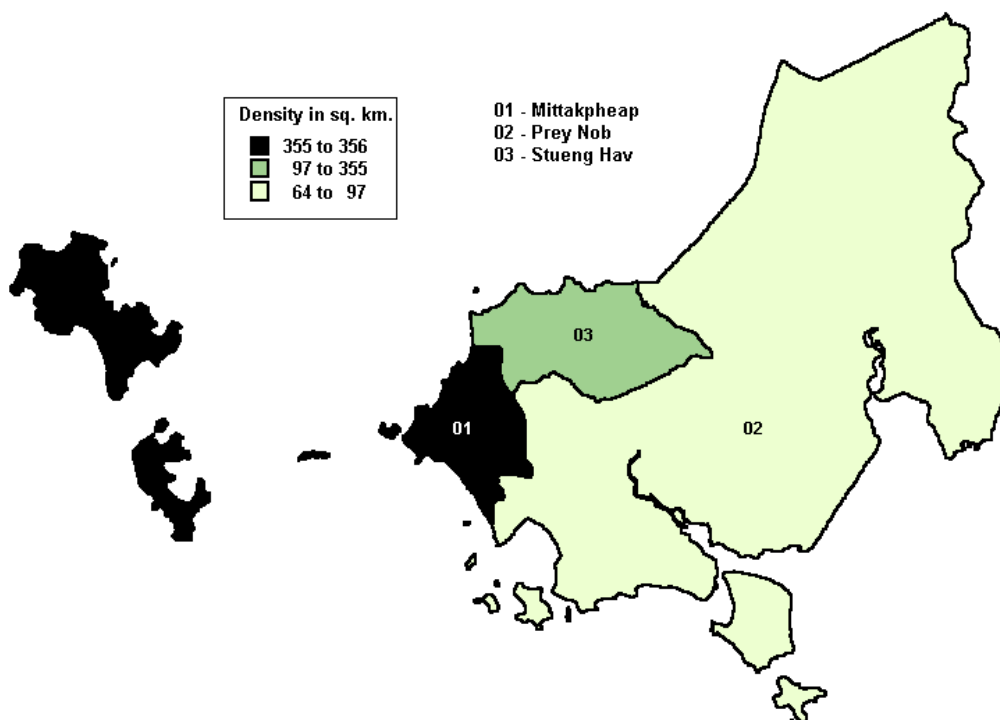 Density in sq. km.
355 to 356
97 to 355
64 to 97
01 - Mittakpheap
02 - Prey Nob
03 - Stueng Hav
03
01
02